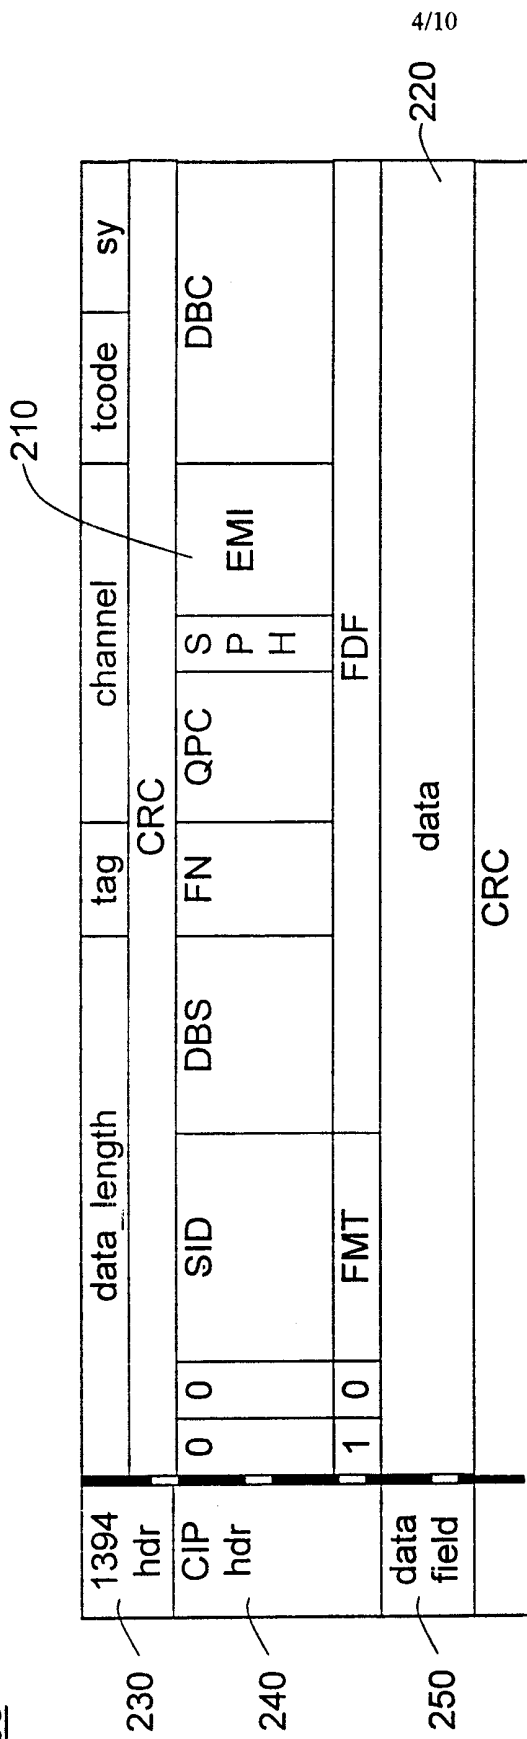 4/10
210
220
1394 hdr
data_length
tag
channel
tcode
sy
CRC
230
CIP hdr
0
0
SID
DBS
FN
QPC
S P H
EMI
DBC
240
1
0
FMT
FDF
data field
data
250
CRC